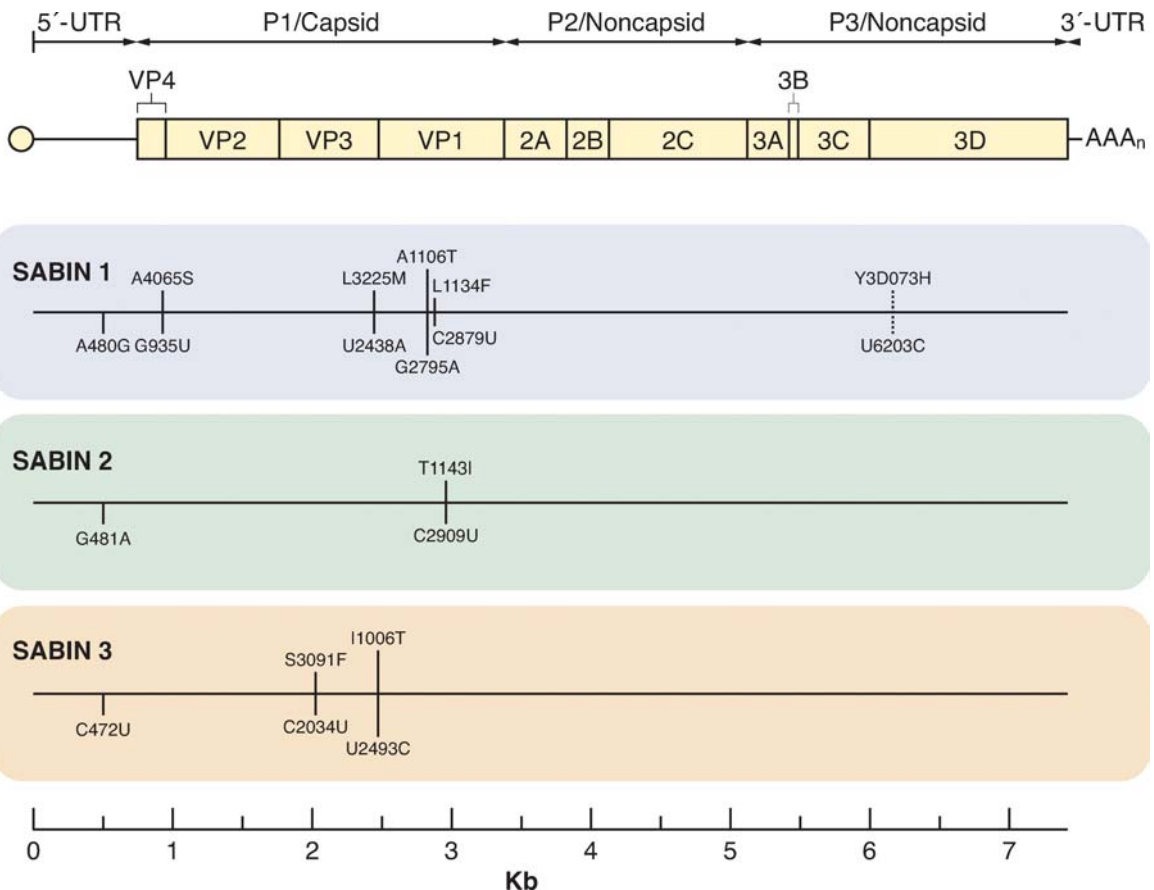 5´-UTR P1/Capsid P2/Noncapsid P3/Noncapsid 3´-UTR
VP4 3B
VP2 VP3 VP1 2A 2B 2C 3A 3C 3D AAAn
SABIN 1
A4065S L3225M A1106T L1134F Y3D073H
A480G G935U U2438A G2795A C2879U U6203C
SABIN 2
T1143I
G481A C2909U
SABIN 3
S3091F I1006T
C472U C2034U U2493C
0 1 2 3 4 5 6 7
Kb